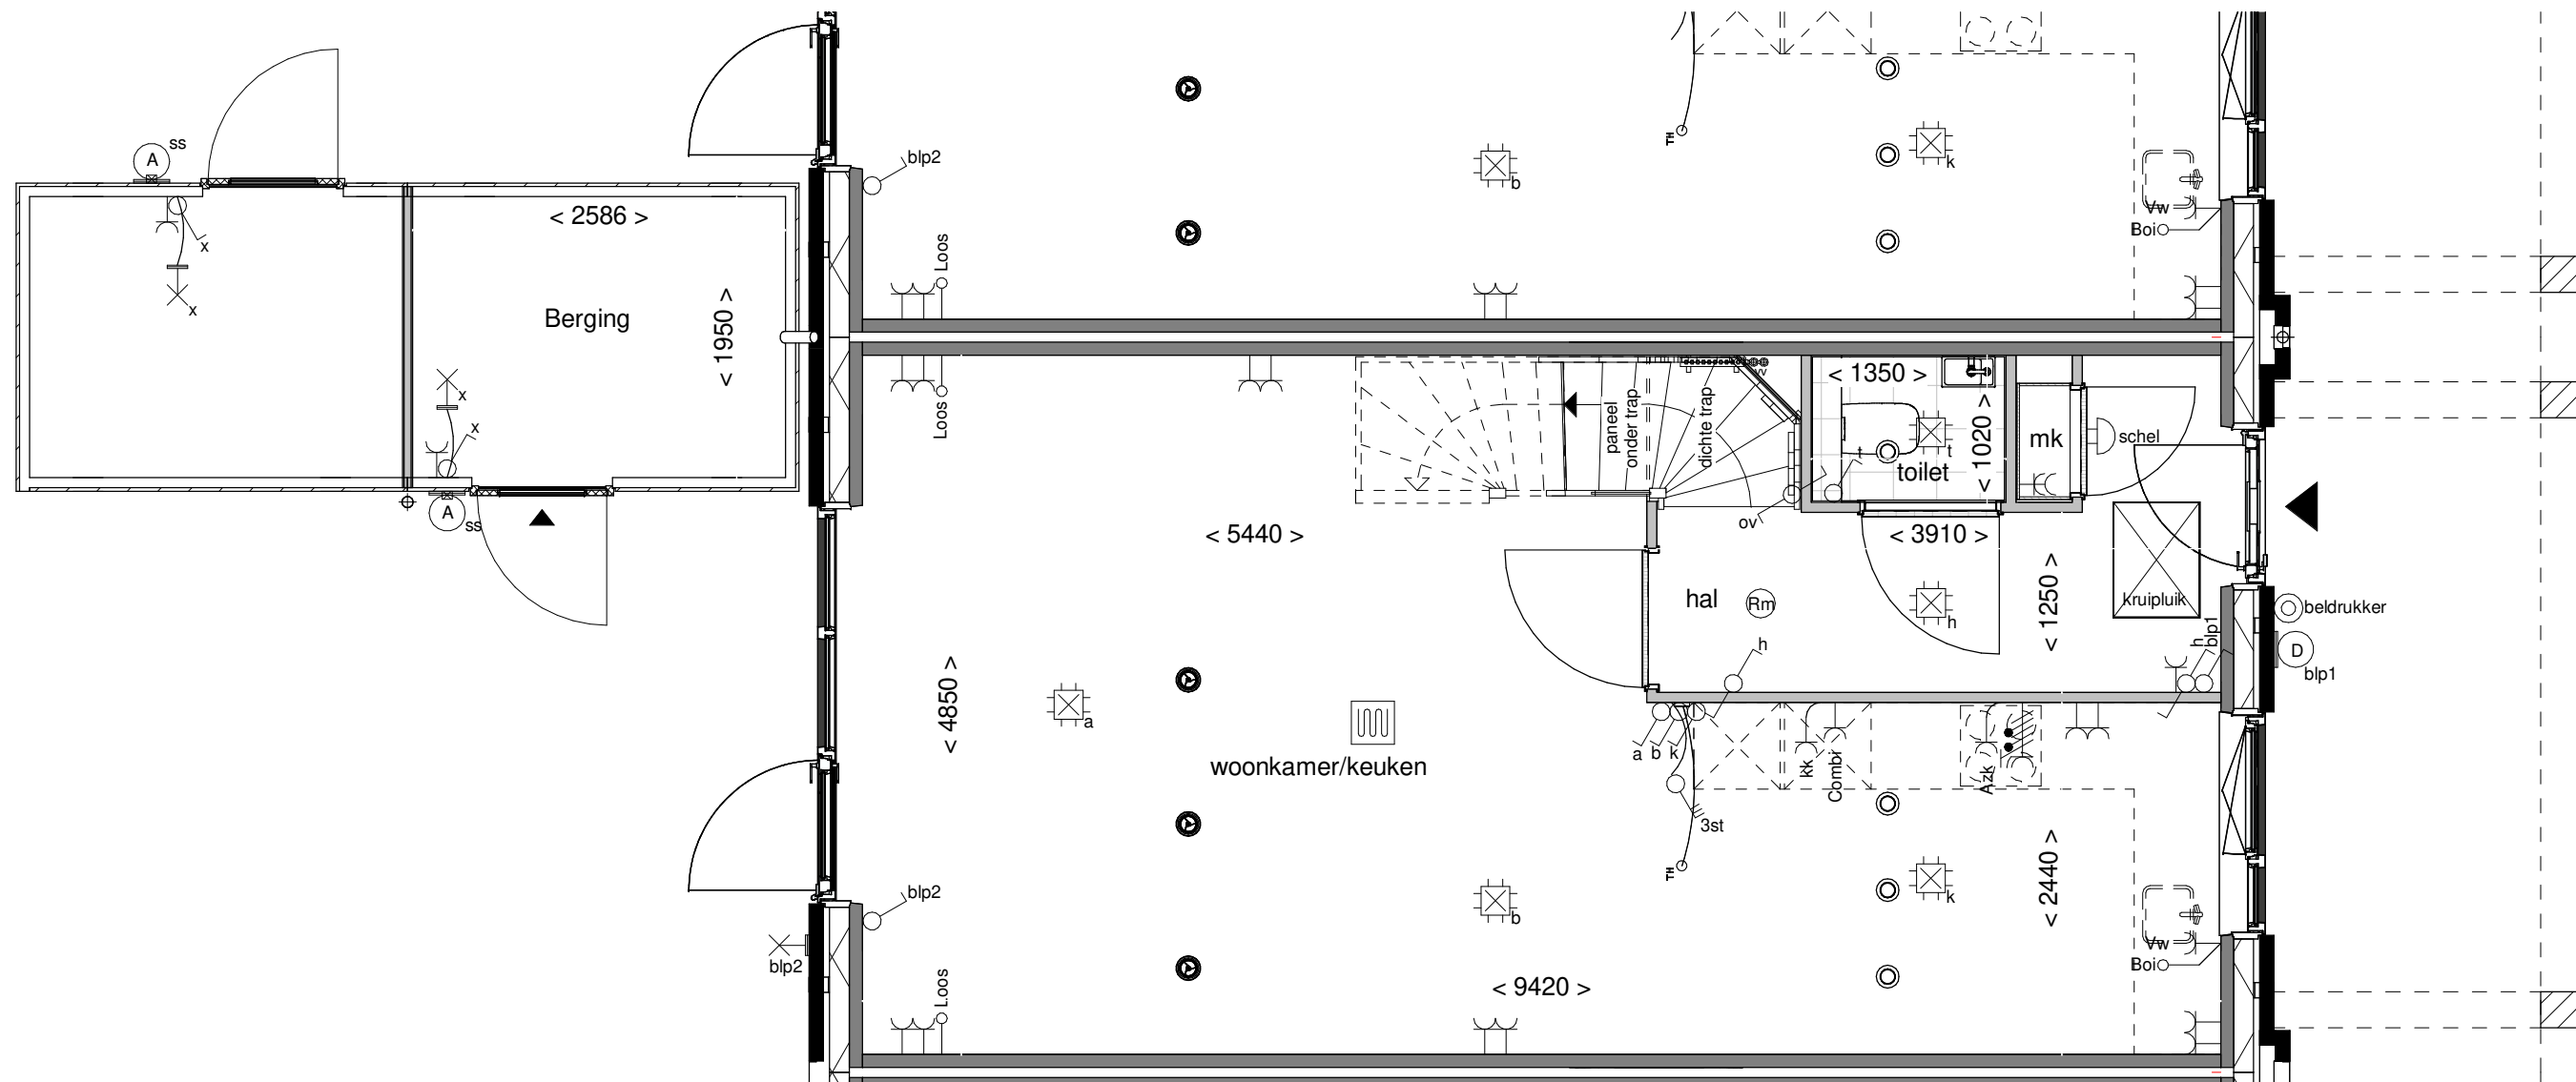 ss
A
x
x
< 2586 >
Berging
< 1950 >
x
x
A
ss
blp2
Loos
b
TH
k
Vw
Boi
Loos
paneel
onder trap
dichte trap
ov
< 1350 >
< 1020 >
t
t
toilet
mk
schel
< 5440 >
< 3910 >
hal
Rm
h
< 1250 >
kruipluik
beldrukker
D
blp1
h
blp1
h
< 4850 >
a
woonkamer/keuken
a b k
kk
Combi
Azk
3st
TH
blp2
blp2
b
k
< 2440 >
Vw
Boi
Loos
< 9420 >